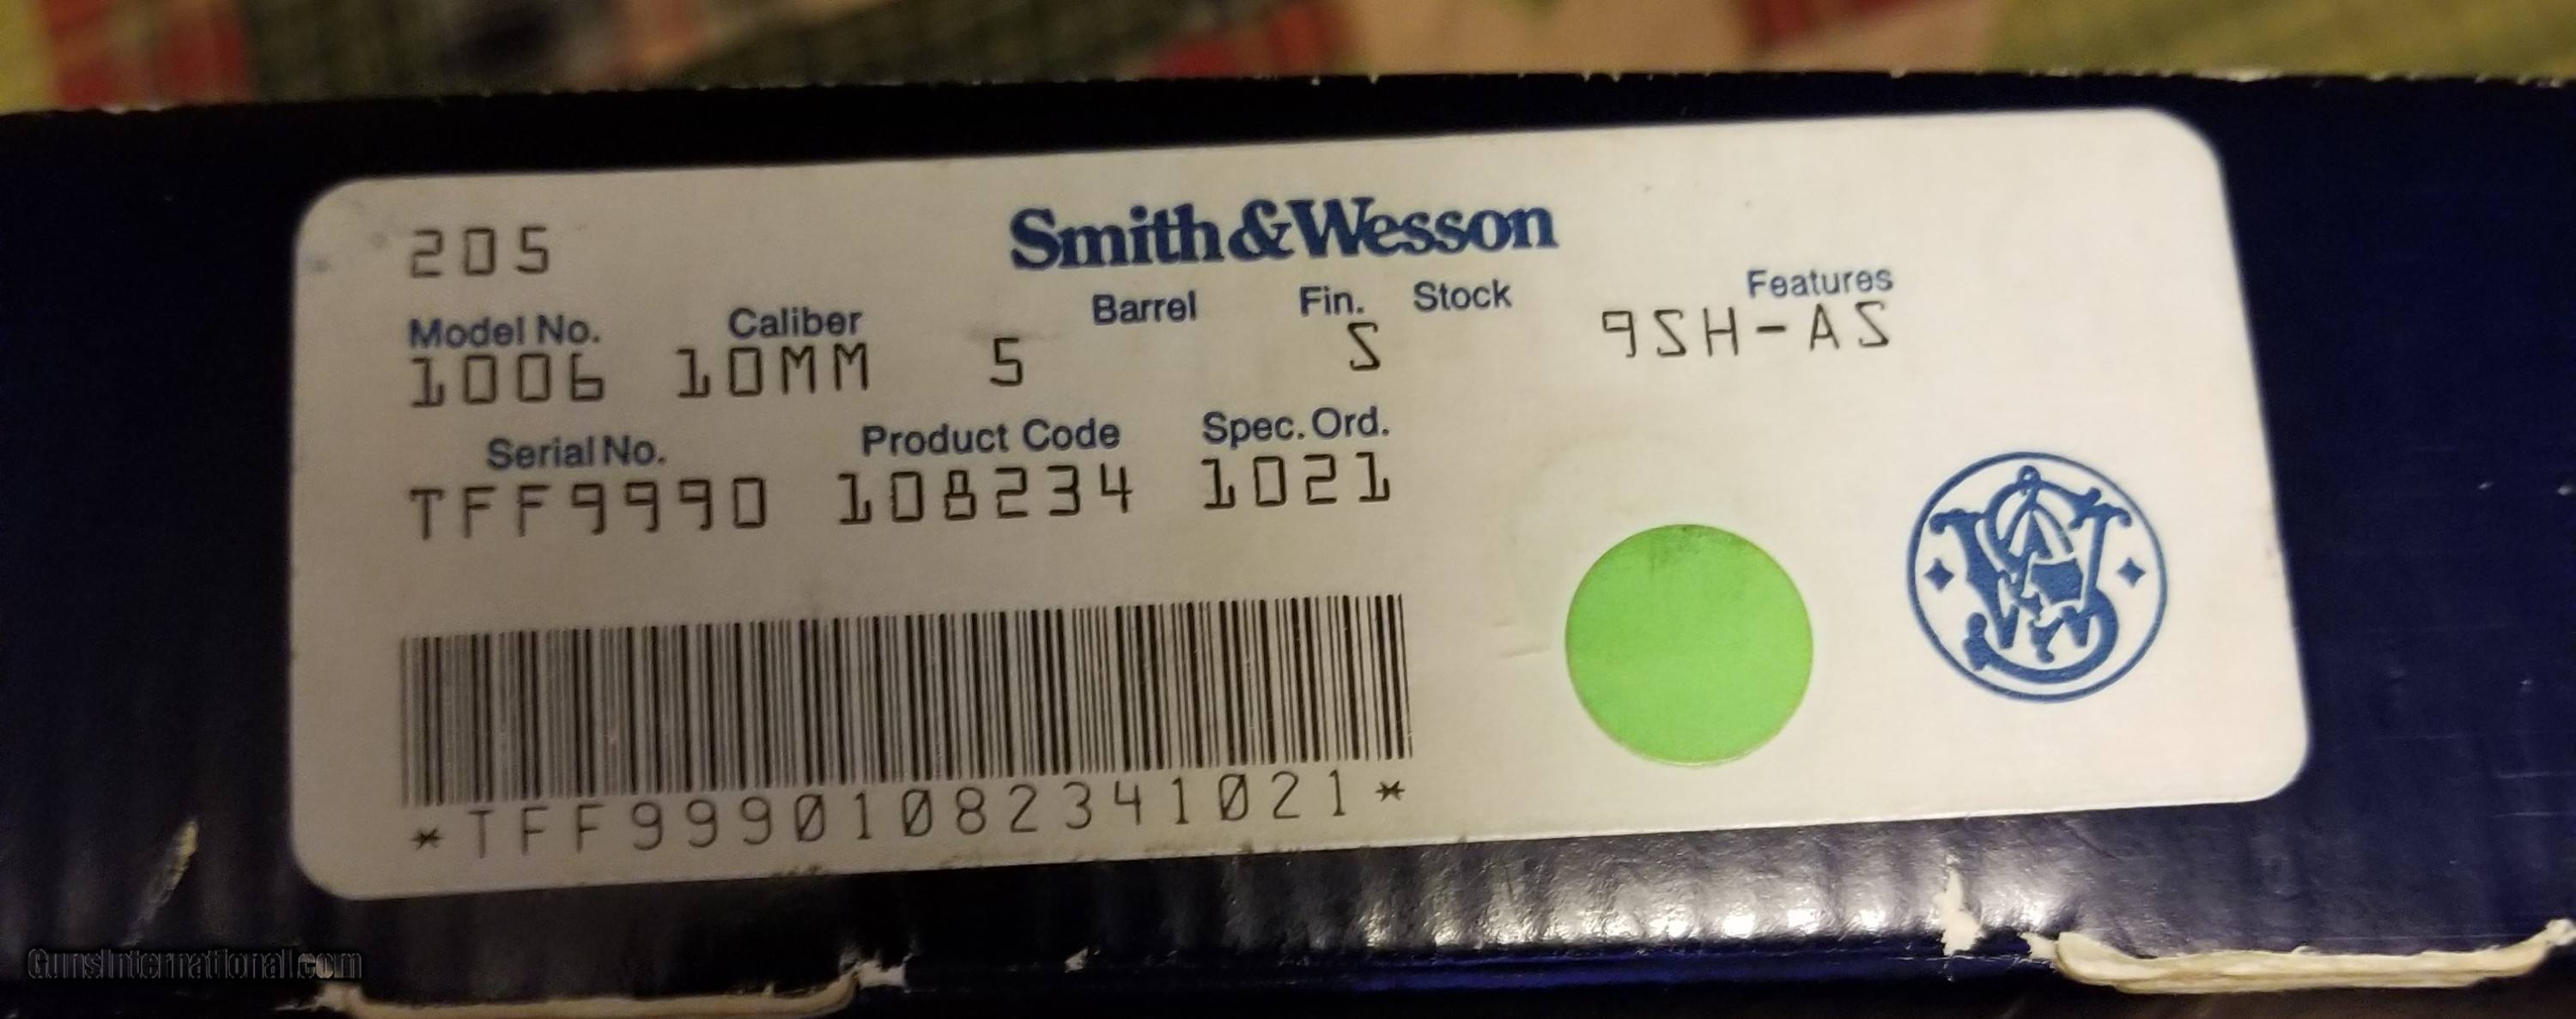 205
Smith&Wesson
Model No. Caliber Barrel Fin. Stock Features
1006 10MM 5 S 9SH-AS
Serial No. Product Code Spec. Ord.
TFF9990 108234 1021
*TFF99901082341021*
GunsInternational.com